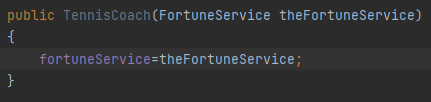 public TennisCoach(FortuneService theFortuneService)
{
    fortuneService=theFortuneService;
}